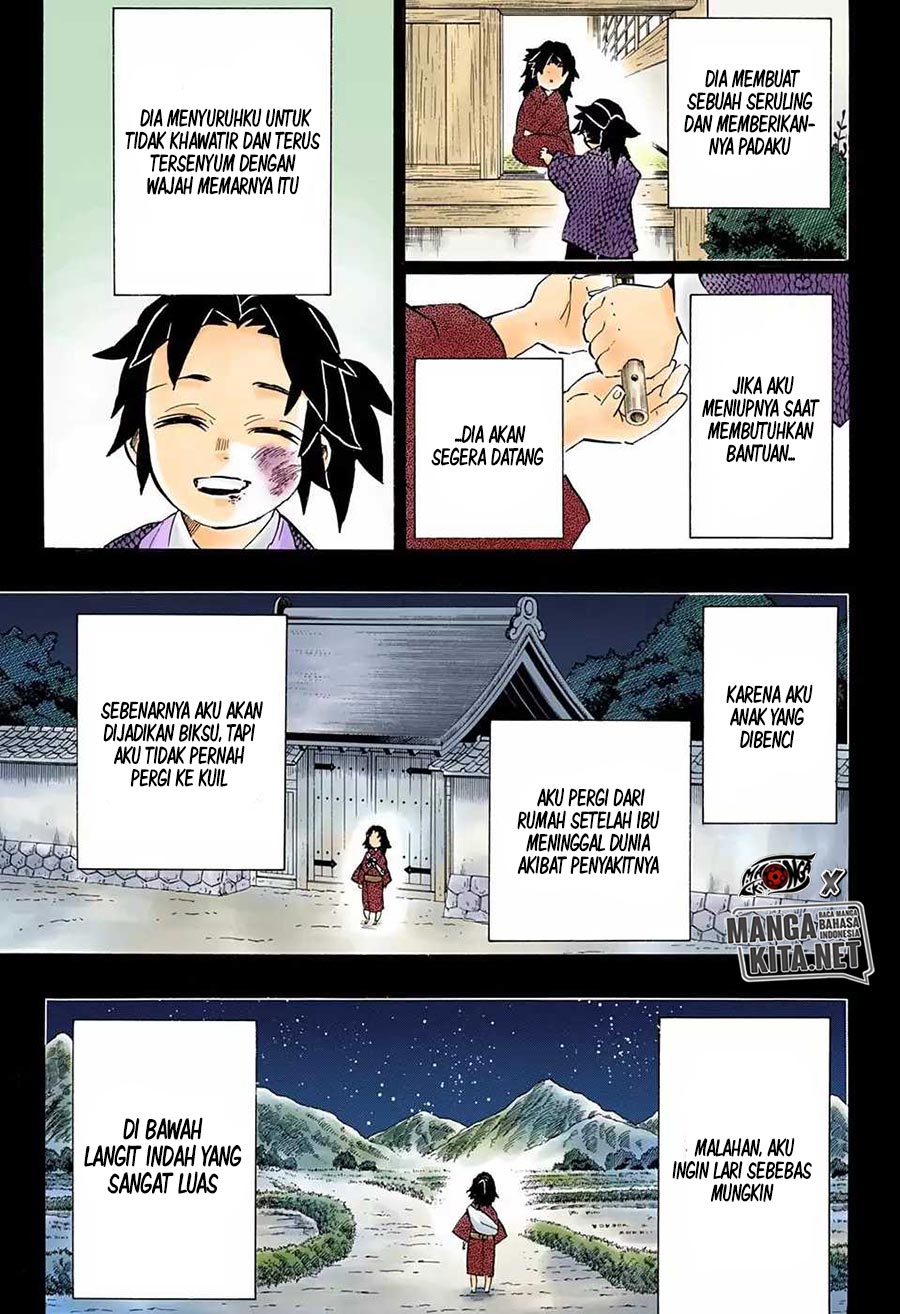 DIA MEMBUAT
SEBUAH SERULING
DAN MEMBERIKAN-
NYA PADAKU
JIKA AKU
MENIUPNYA SAAT
MEMBUTUHKAN
BANTUAN...
...DIA AKAN
SEGERA DATANG
DIA MENYURUHKU UNTUK
TIDAK KHAWATIR DAN TERUS
TERSENYUM DENGAN
WAJAH MEMARNYA ITU
KARENA AKU
ANAK YANG
DIBENCI
AKU PERGI DARI
RUMAH SETELAH IBU
MENINGGAL DUNIA
AKIBAT PENYAKITNYA
SEBENARNYA AKU AKAN
DIJADIKAN BIKSU, TAPI
AKU TIDAK PERNAH
PERGI KE KUIL
X
MANGA BACA MANGA BAHASA INDONESIA
KITA.NET
MALAHAN, AKU
INGIN LARI SEBEBAS
MUNGKIN
DI BAWAH
LANGIT INDAH YANG
SANGAT LUAS